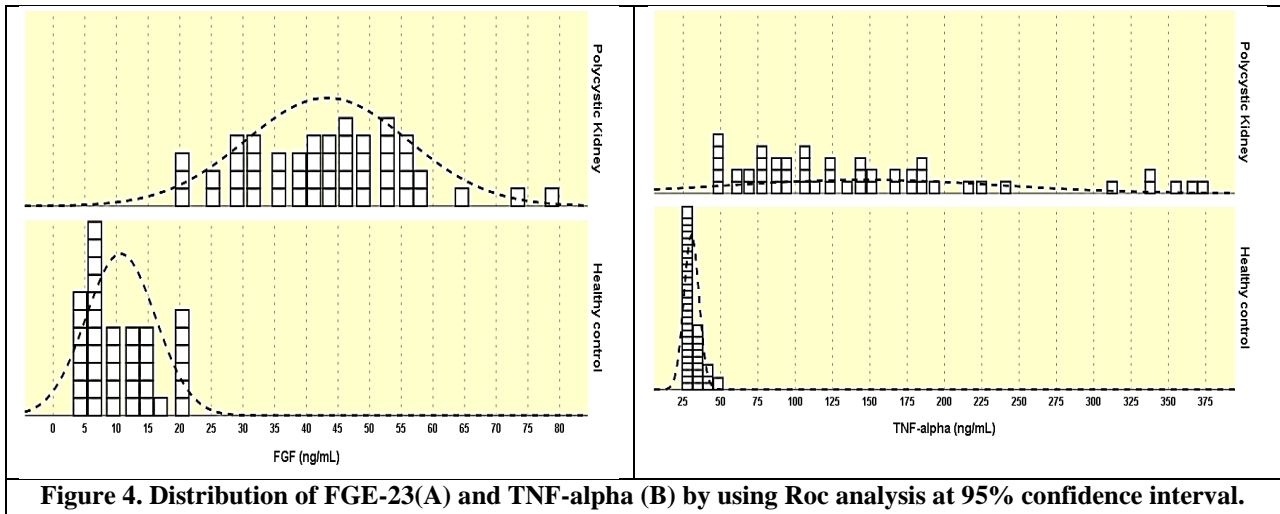 Polycystic Kidney
Healthy control
0 5 10 15 20 25 30 35 40 45 50 55 60 65 70 75 80
FGF (ng/mL)
Polycystic Kidney
Healthy control
25 50 75 100 125 150 175 200 225 250 275 300 325 350 375
TNF-alpha (ng/mL)
Figure 4. Distribution of FGE-23(A) and TNF-alpha (B) by using Roc analysis at 95% confidence interval.